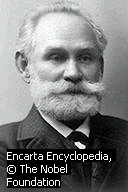 Encarta Encyclopedia,
© The Nobel
Foundation